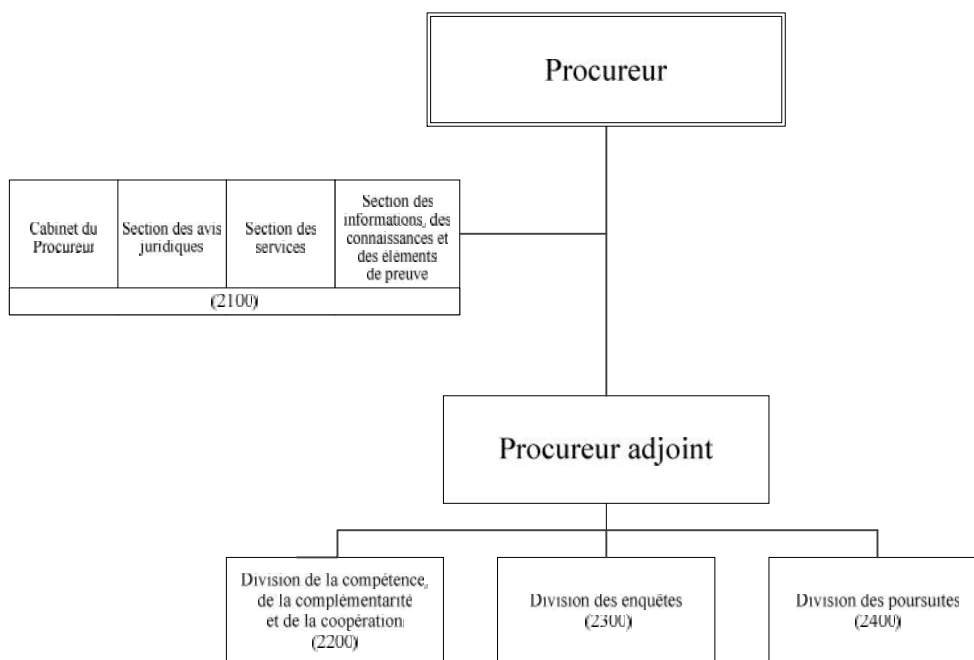 Procureur
Cabinet du
Procureur
Section des avis
juridiques
Section des
services
Section des
informations, des
connaissances et
des éléments
de preuve
(2100)
Procureur adjoint
Division de la compétence,
de la complémentarité
et de la coopération
(2200)
Division des enquêtes
(2300)
Division des poursuites
(2400)